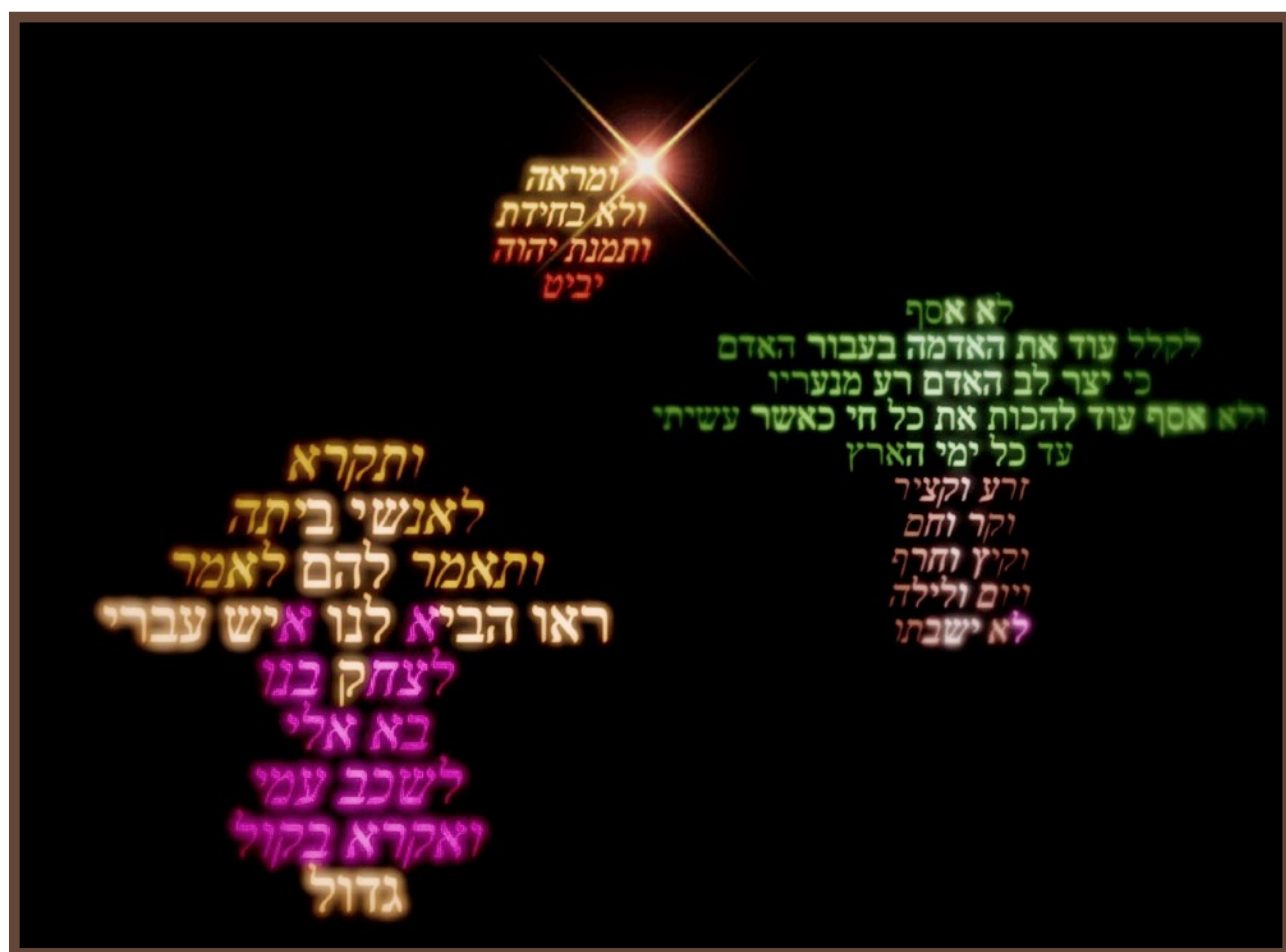 ומראה
ולא בחידת
ותמנת יהוה
יביט
לא אסף
לקלל עוד את האדמה בעבור האדם
כי יצר לב האדם רע מנעריו
ולא אסף עוד להכות את כל חי כאשר עשיתי
עד כל ימי הארץ
זרע וקציר
וקר וחם
וקיץ וחרף
ויום ולילה
לא ישבתו
ותקרא
לאנשי ביתה
ותאמר להם לאמר
ראו הביא לנו איש עברי
לצחק בנו
בא אלי
לשכב עמי
ואקרא בקול
גדול